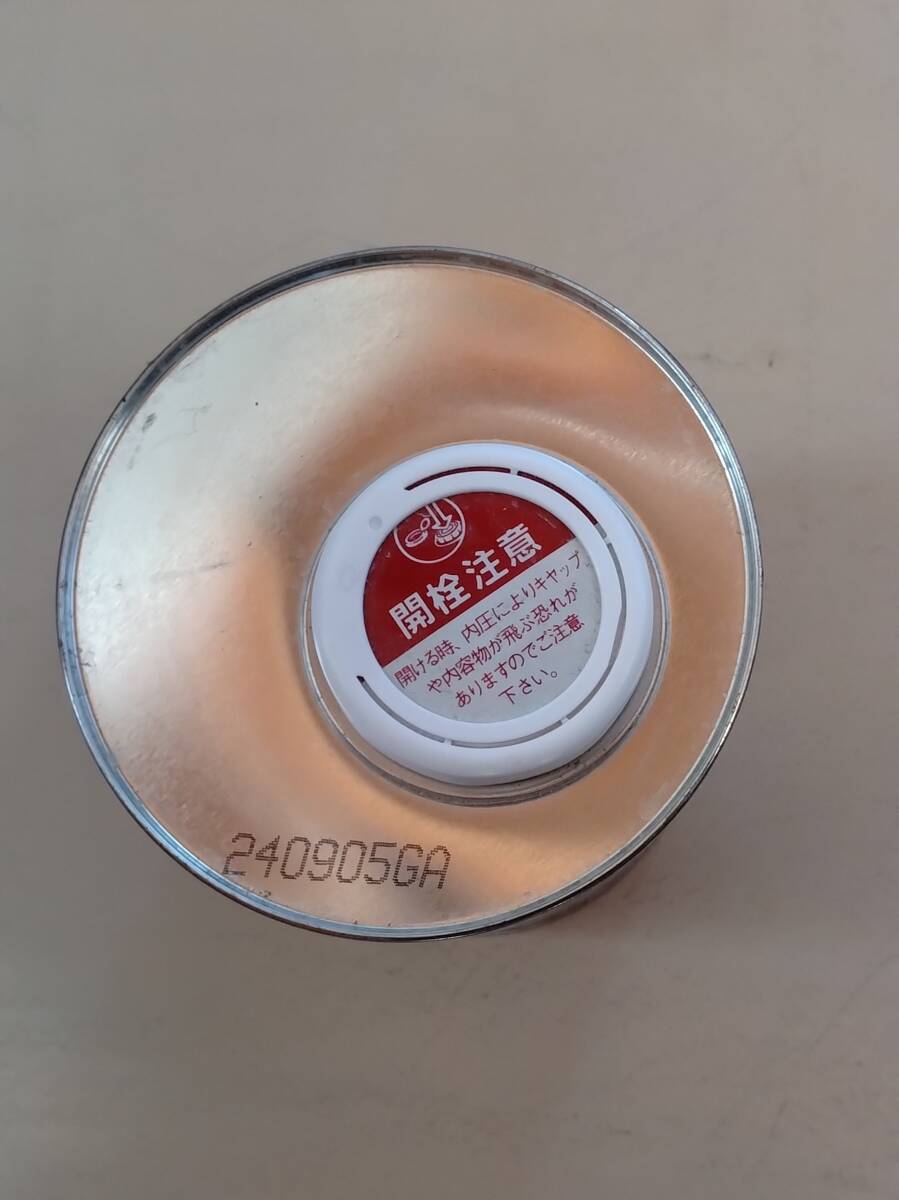 開栓注意
開ける時、内圧によりキャップ
や内容物が飛ぶ恐れが
ありますのでご注意
下さい。
240905GA